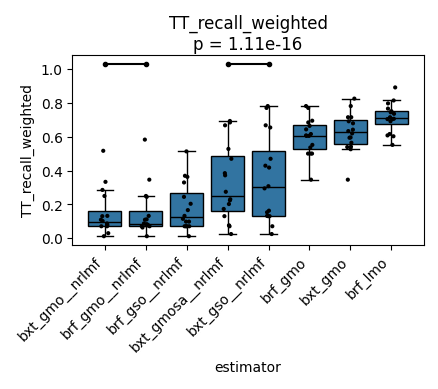 TT_recall_weighted
p = 1.11e-16
TT_recall_weighted
1.0
0.8
0.6
0.4
0.2
0.0
bxt_gmo__nrlmf
brf_gmo__nrlmf
brf_gso__nrlmf
bxt_gmosa__nrlmf
bxt_gso__nrlmf
brf_gmo
bxt_gmo
brf_lmo
estimator